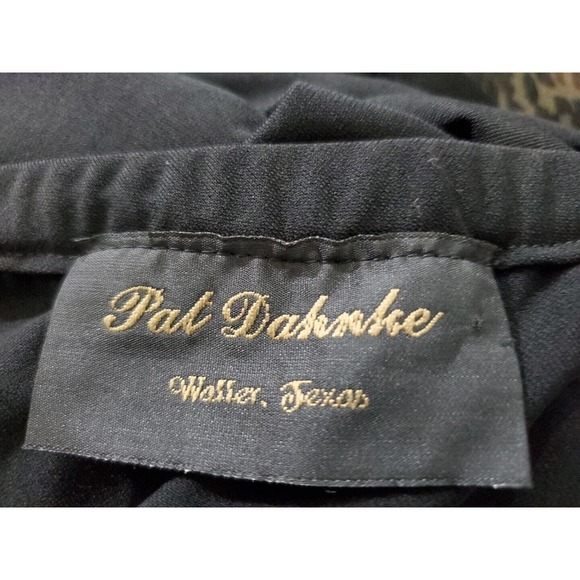 Pat Dahnke
Waller, Texas